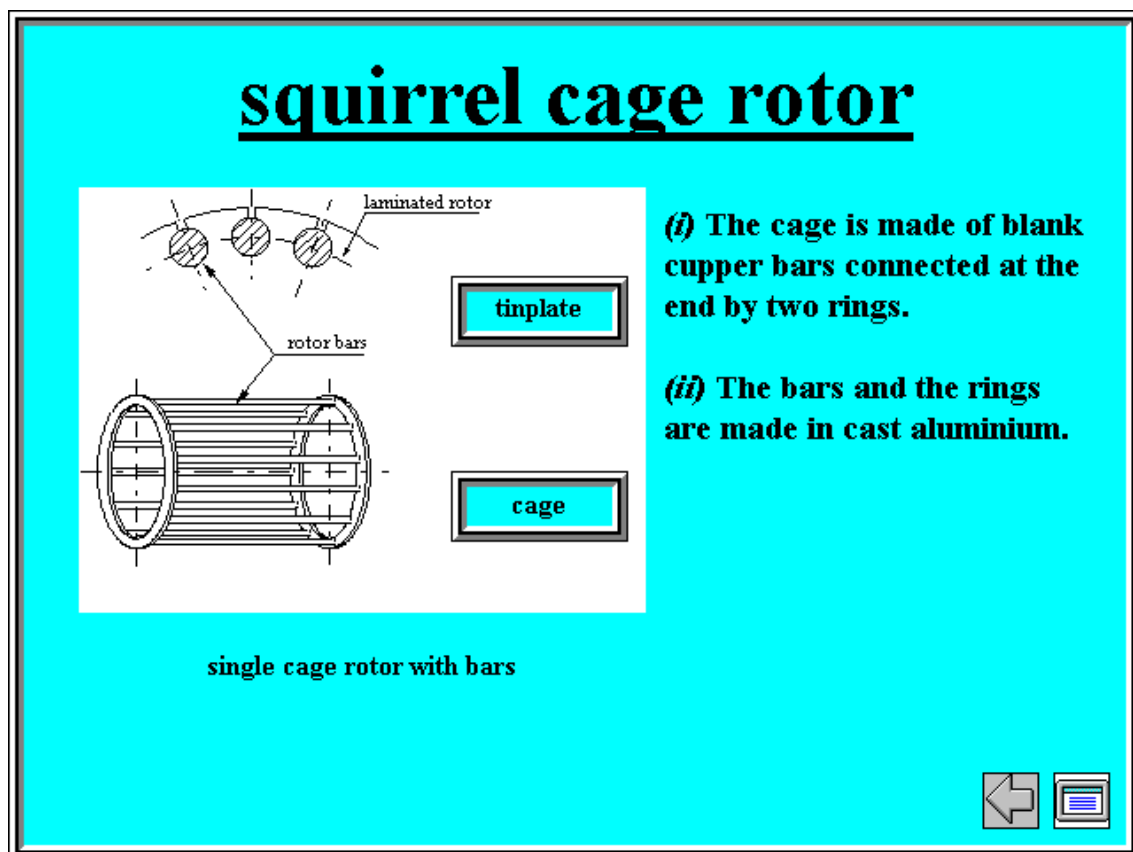 squirrel cage rotor
laminated rotor
rotor bars
tinplate
cage
(i) The cage is made of blank
cupper bars connected at the
end by two rings.
(ii) The bars and the rings
are made in cast aluminium.
single cage rotor with bars